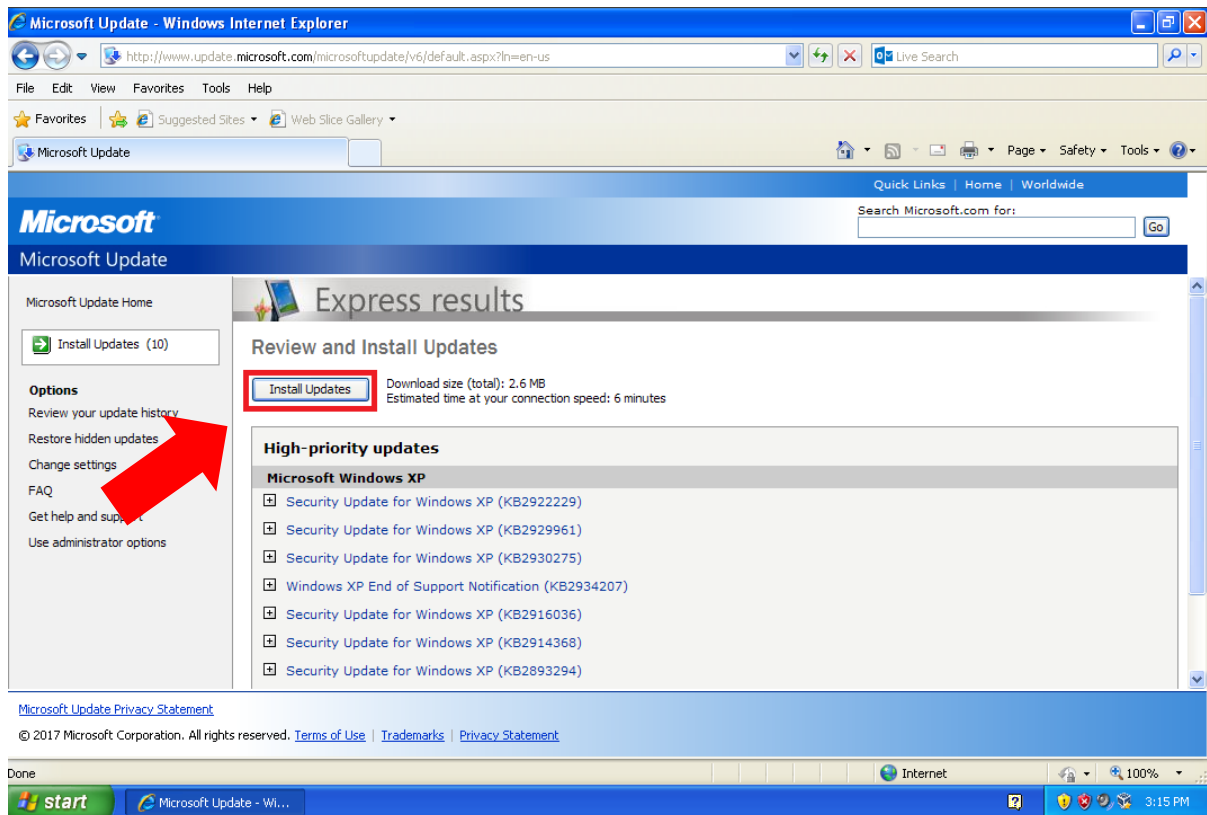 Microsoft Update - Windows Internet Explorer
http://www.update.microsoft.com/microsoftupdate/v6/default.aspx?ln=en-us
Live Search
File Edit View Favorites Tools Help
Favorites Suggested Sites Web Slice Gallery
Microsoft Update
Page Safety Tools
Quick Links | Home | Worldwide
Microsoft
Search Microsoft.com for:
Go
Microsoft Update
Microsoft Update Home
Install Updates (10)
Options
Review your update history
Restore hidden updates
Change settings
FAQ
Get help and
Use administrator options
Express results
Review and Install Updates
Install Updates
Download size (total): 2.6 MB
Estimated time at your connection speed: 6 minutes
High-priority updates
Microsoft Windows XP
Security Update for Windows XP (KB2922229)
Security Update for Windows XP (KB2929961)
Security Update for Windows XP (KB2930275)
Windows XP End of Support Notification (KB2934207)
Security Update for Windows XP (KB2916036)
Security Update for Windows XP (KB2914368)
Security Update for Windows XP (KB2893294)
Microsoft Update Privacy Statement
© 2017 Microsoft Corporation. All rights reserved. Terms of Use | Trademarks | Privacy Statement
Done
Internet
100%
start
Microsoft Update - Wi...
3:15 PM